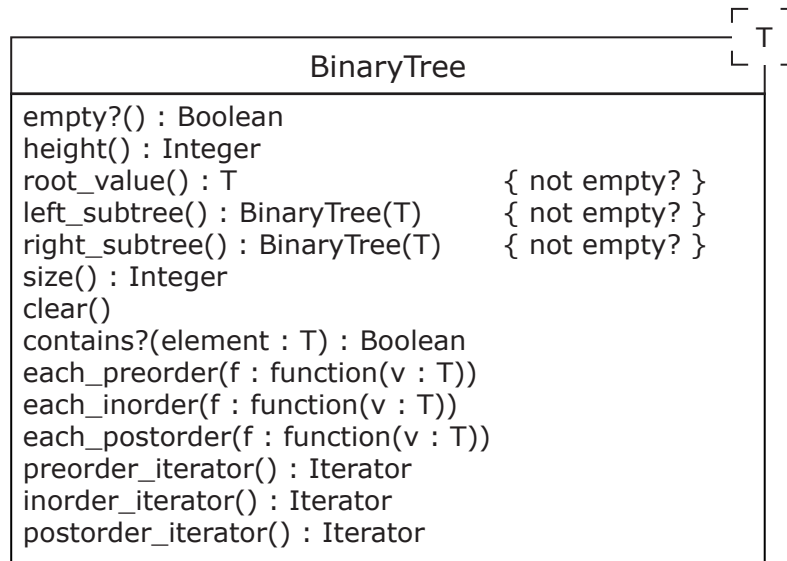 T
BinaryTree
empty?() : Boolean
height() : Integer
root_value() : T { not empty? }
left_subtree() : BinaryTree(T) { not empty? }
right_subtree() : BinaryTree(T) { not empty? }
size() : Integer
clear()
contains?(element : T) : Boolean
each_preorder(f : function(v : T))
each_inorder(f : function(v : T))
each_postorder(f : function(v : T))
preorder_iterator() : Iterator
inorder_iterator() : Iterator
postorder_iterator() : Iterator